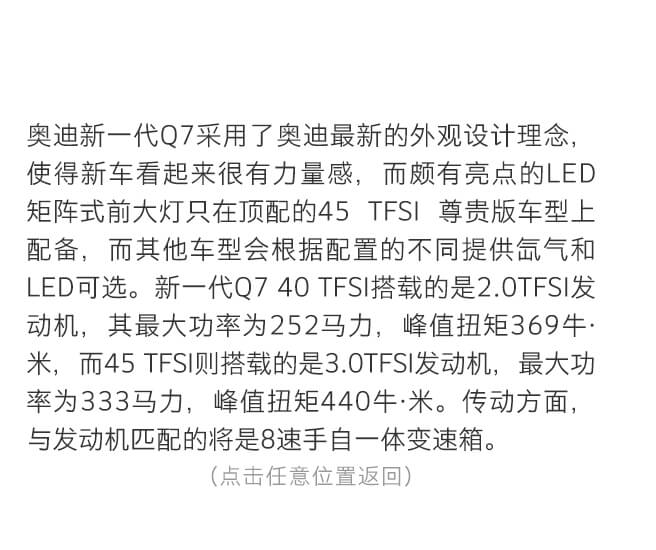 奥迪新一代Q7采用了奥迪最新的外观设计理念，
使得新车看起来很有力量感，而颇有亮点的LED
矩阵式前大灯只在顶配的45 TFSI 尊贵版车型上
配备，而其他车型会根据配置的不同提供氙气和
LED可选。新一代Q7 40 TFSI搭载的是2.0TFSI发
动机，其最大功率为252马力，峰值扭矩369牛·
米，而45 TFSI则搭载的是3.0TFSI发动机，最大功
率为333马力，峰值扭矩440牛·米。传动方面，
与发动机匹配的将是8速手自一体变速箱。
（点击任意位置返回）